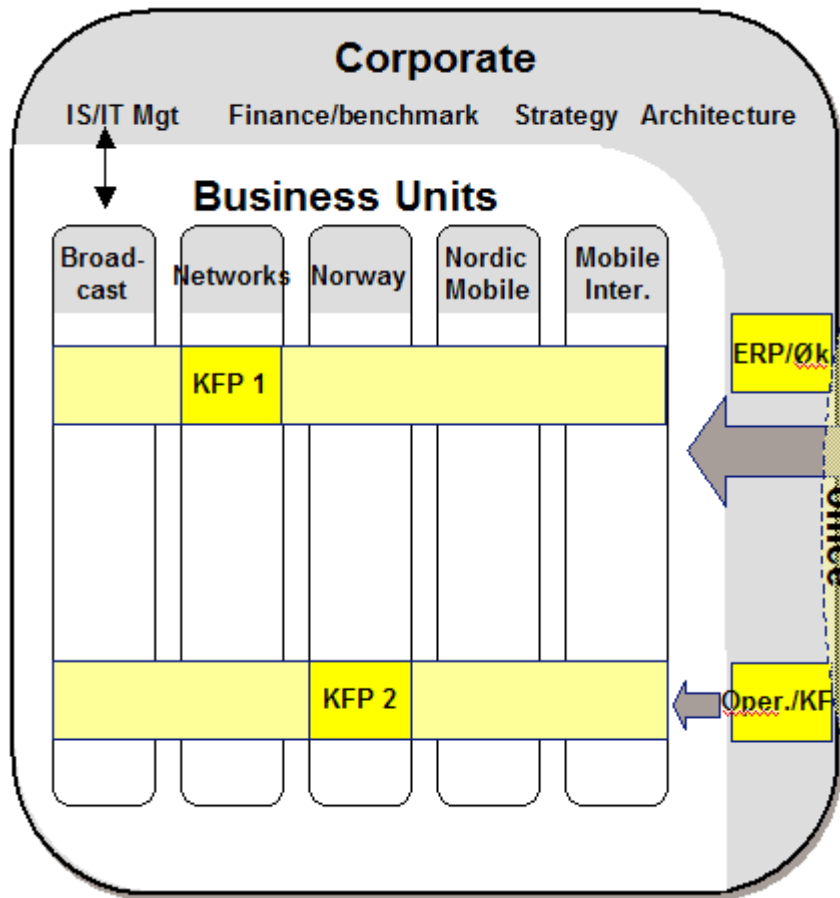 Corporate
IS/IT Mgt Finance/benchmark Strategy Architecture
Business Units
Broad-
cast
Networks
Norway
Nordic
Mobile
Mobile
Inter.
ERP/Øk
KFP 1
KFP 2
Oper./KF